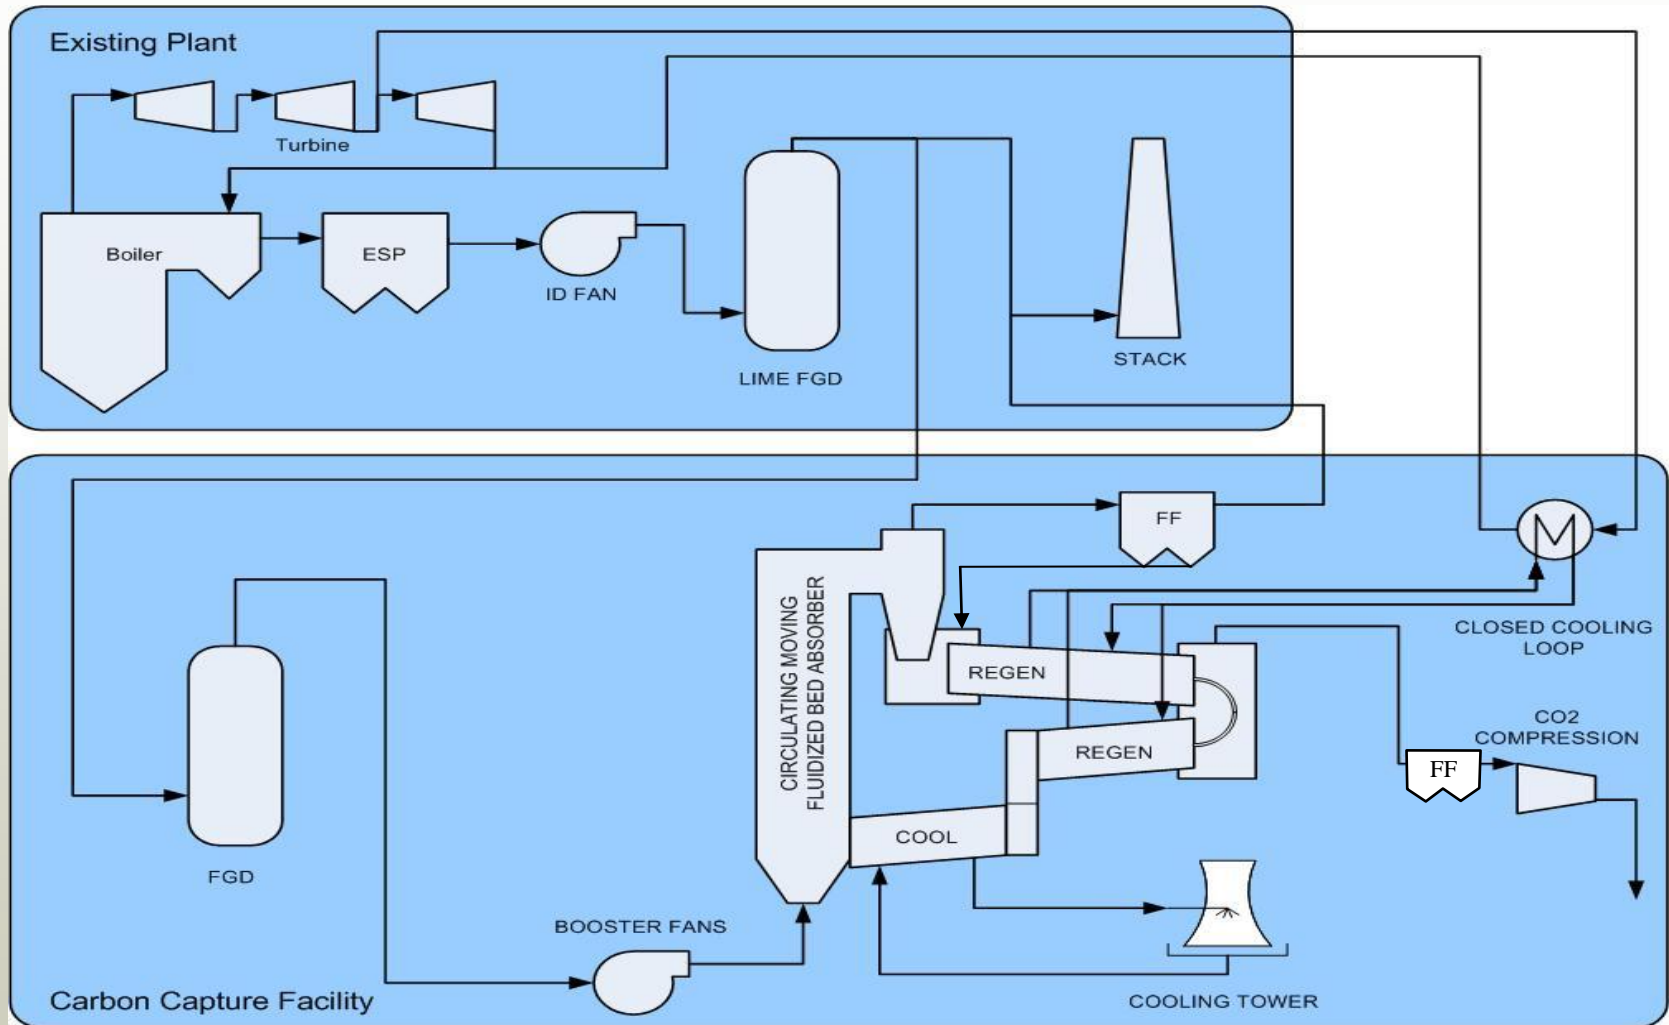 Existing Plant
Turbine
Boiler
ESP
ID FAN
LIME FGD
STACK
FF
CIRCULATING MOVING
FLUIDIZED BED ABSORBER
REGEN
CLOSED COOLING
LOOP
REGEN
CO2
COMPRESSION
FF
COOL
FGD
BOOSTER FANS
COOLING TOWER
Carbon Capture Facility